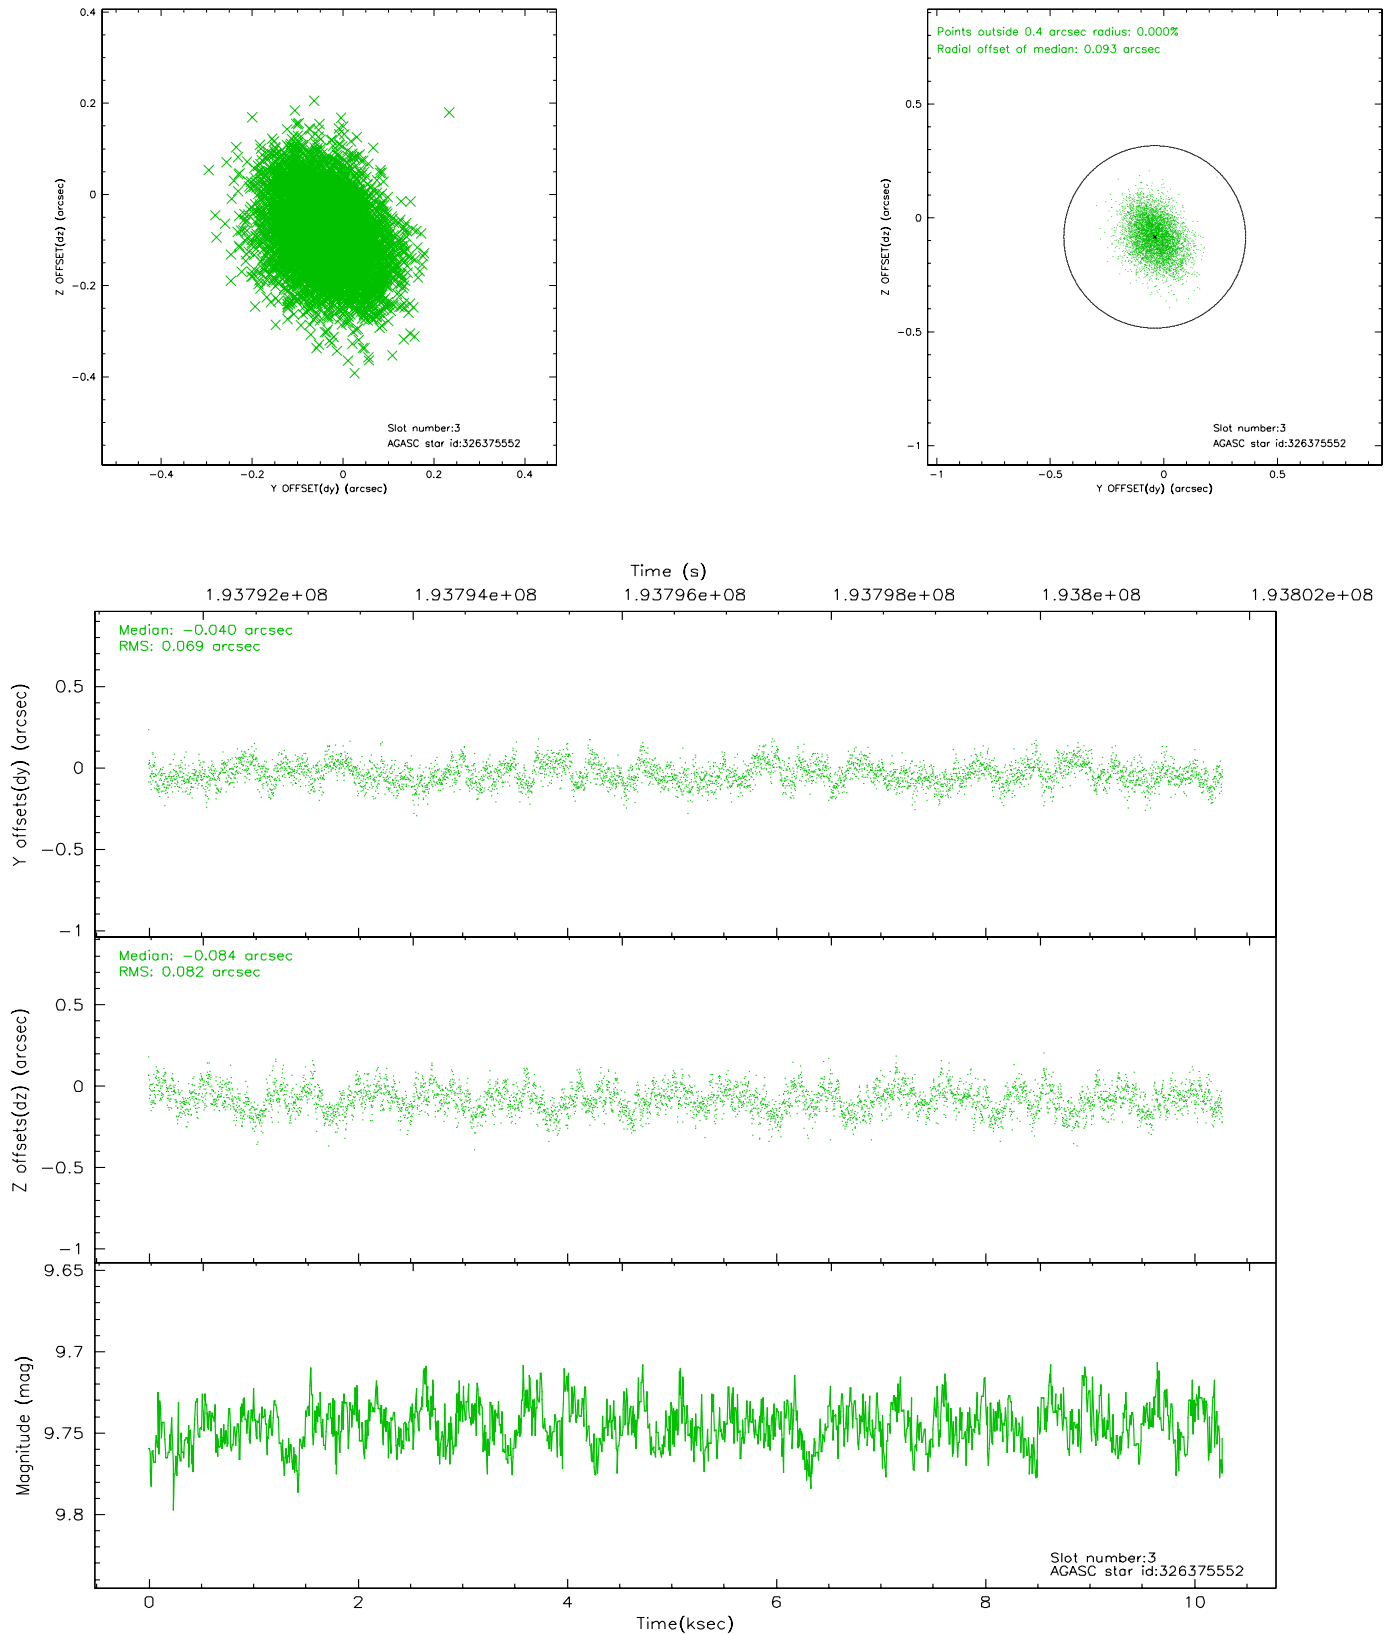 0.4
0.2
0
−0.2
−0.4
Z OFFSET(dz) (arcsec)
−0.4
−0.2
0
0.2
0.4
Y OFFSET(dy) (arcsec)
Slot number:3
AGASC star id:326375552
Points outside 0.4 arcsec radius: 0.000%
Radial offset of median: 0.093 arcsec
0.5
0
−0.5
−1
Z OFFSET(dz) (arcsec)
−1
−0.5
0
0.5
Y OFFSET(dy) (arcsec)
Slot number:3
AGASC star id:326375552
Time (s)
1.93792e+08
1.93794e+08
1.93796e+08
1.93798e+08
1.938e+08
1.93802e+08
Median: −0.040 arcsec
RMS: 0.069 arcsec
0.5
0
−0.5
−1
Y offsets(dy) (arcsec)
Median: −0.084 arcsec
RMS: 0.082 arcsec
0.5
0
−0.5
−1
Z offsets(dz) (arcsec)
9.65
9.7
9.75
9.8
Magnitude (mag)
Slot number:3
AGASC star id:326375552
0
2
4
6
8
10
Time(ksec)